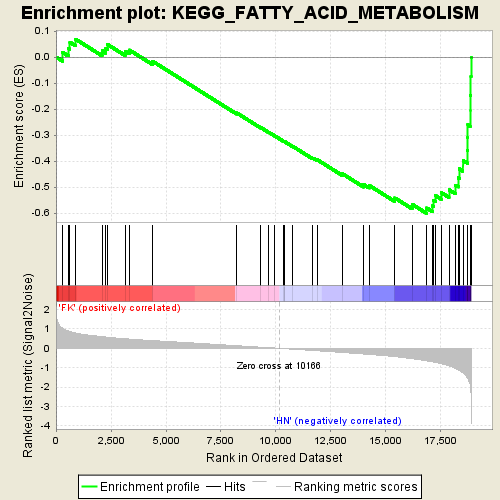 Enrichment plot: KEGG_FATTY_ACID_METABOLISM
Enrichment score (ES)
0.1
0.0
-0.1
-0.2
-0.3
-0.4
-0.5
-0.6
'FK' (positively correlated)
Ranked list metric (Signal2Noise)
2
1
0
-1
-2
-3
-4
Zero cross at 10166
'HN' (negatively correlated)
0
2,500
5,000
7,500
10,000
12,500
15,000
17,500
Rank in Ordered Dataset
Enrichment profile
Hits
Ranking metric scores